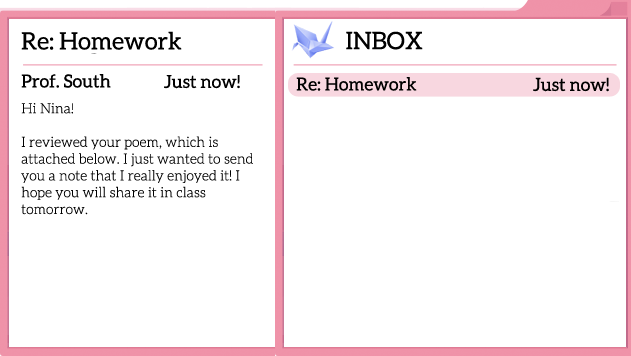 Re: Homework
Prof. South Just now!
Hi Nina!
I reviewed your poem, which is
attached below. I just wanted to send
you a note that I really enjoyed it! I
hope you will share it in class
tomorrow.
INBOX
Re: Homework Just now!